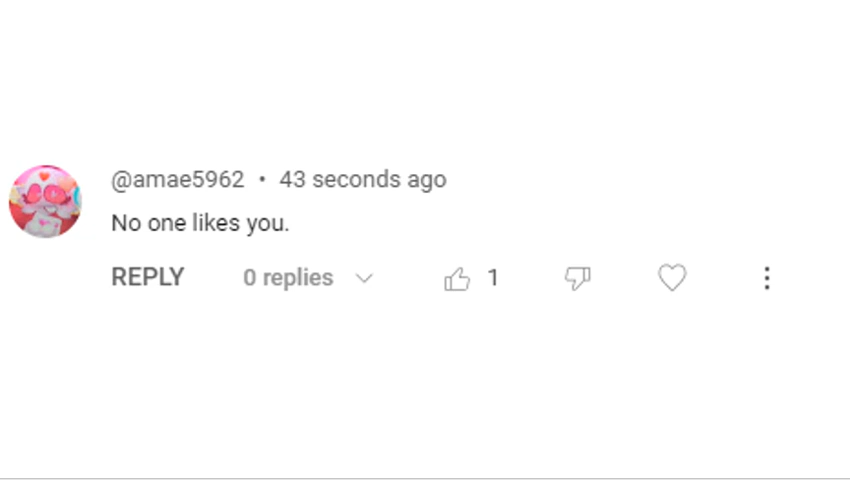 @amae5962 • 43 seconds ago
No one likes you.
REPLY 0 replies 1